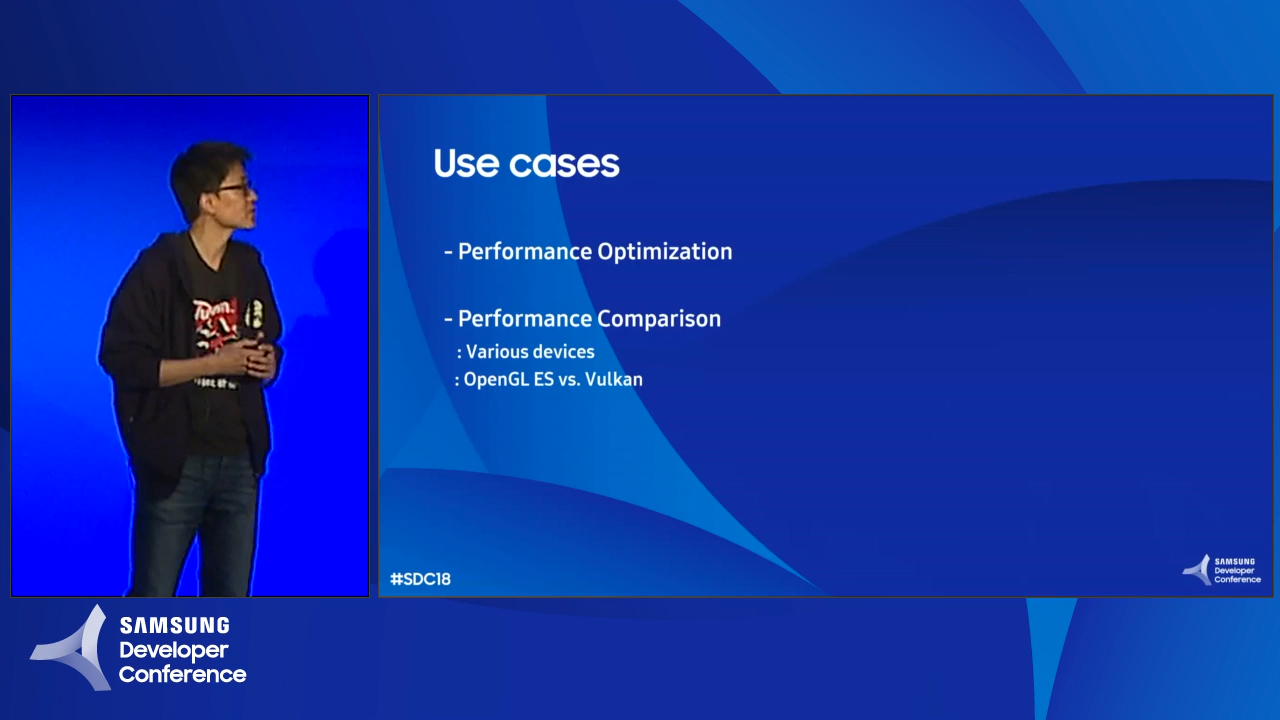 Use cases
- Performance Optimization
- Performance Comparison
: Various devices
: OpenGL ES vs. Vulkan
#SDC18
SAMSUNG
Developer
Conference
SAMSUNG
Developer
Conference